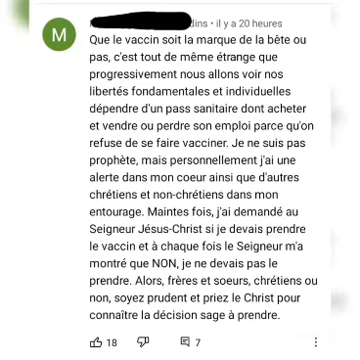 M
dins • il y a 20 heures
Que le vaccin soit la marque de la bête ou
pas, c'est tout de même étrange que
progressivement nous allons voir nos
libertés fondamentales et individuelles
dépendre d'un pass sanitaire dont acheter
et vendre ou perdre son emploi parce qu'on
refuse de se faire vacciner. Je ne suis pas
prophète, mais personnellement j'ai une
alerte dans mon coeur ainsi que d'autres
chrétiens et non-chrétiens dans mon
entourage. Maintes fois, j'ai demandé au
Seigneur Jésus-Christ si je devais prendre
le vaccin et à chaque fois le Seigneur m'a
montré que NON, je ne devais pas le
prendre. Alors, frères et soeurs, chrétiens ou
non, soyez prudent et priez le Christ pour
connaître la décision sage à prendre.
18 7